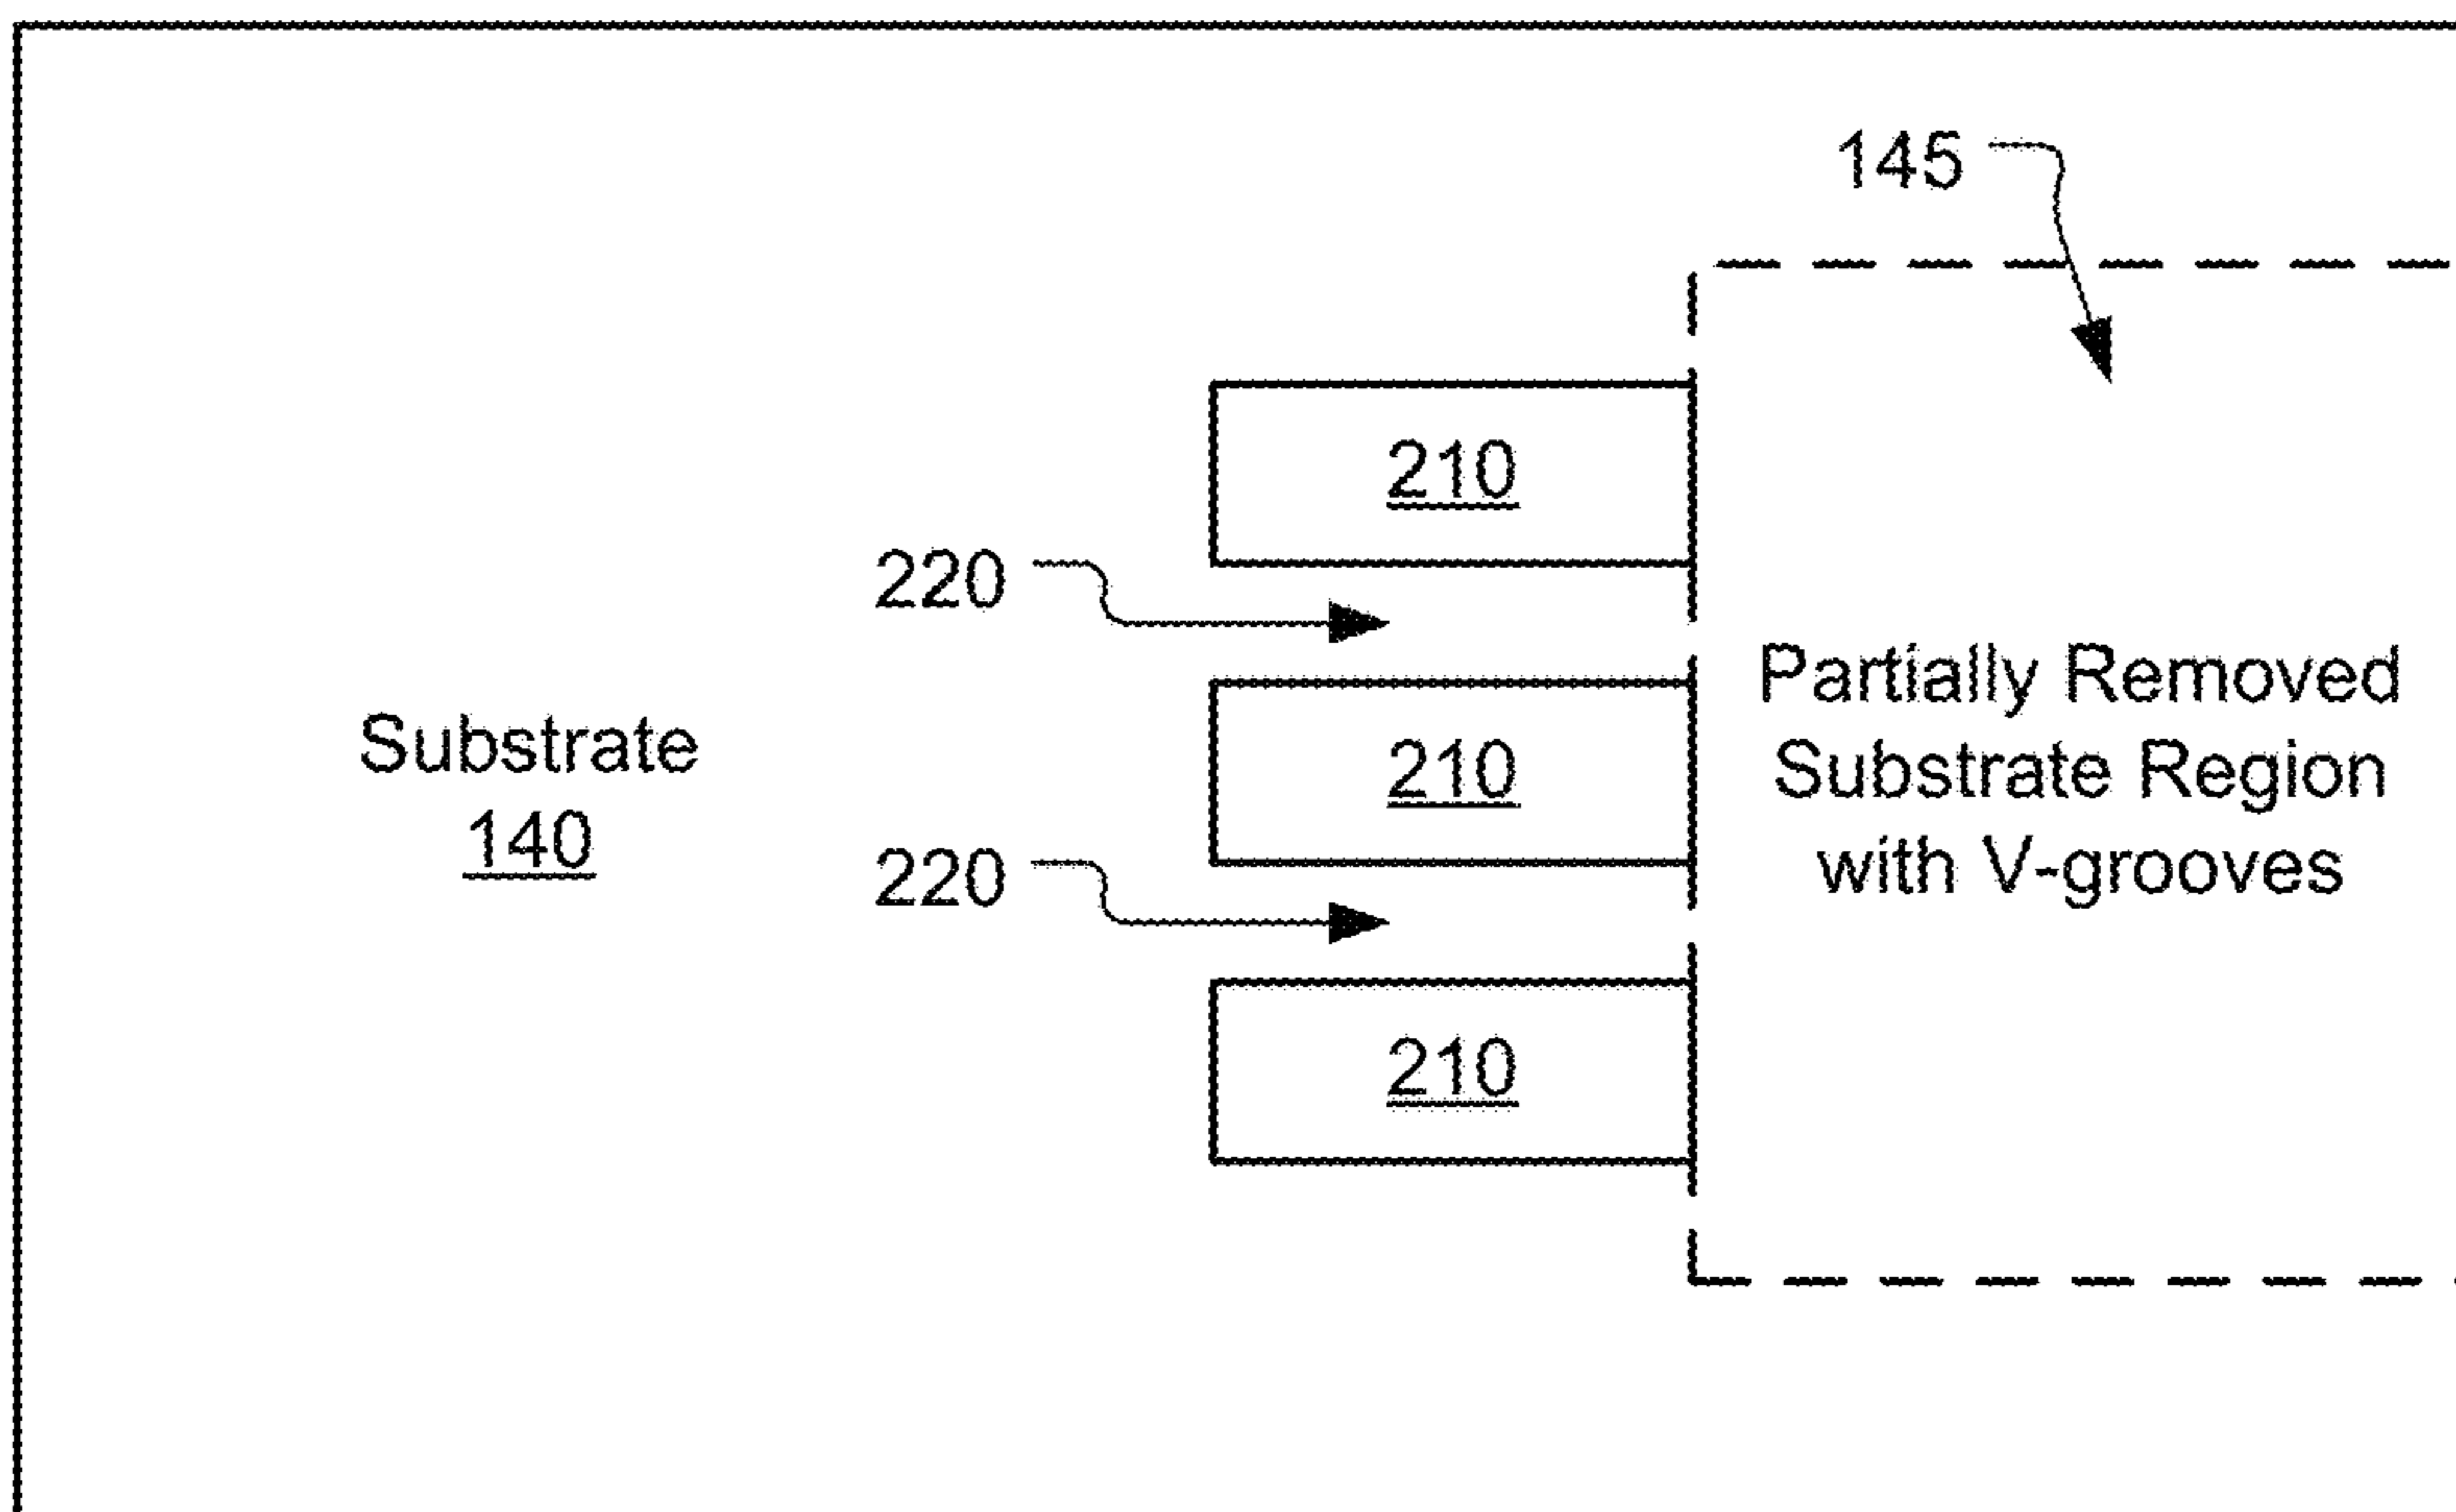 145
210
220
Partially Removed
Substrate Region
with V-grooves
Substrate
140
210
220
210